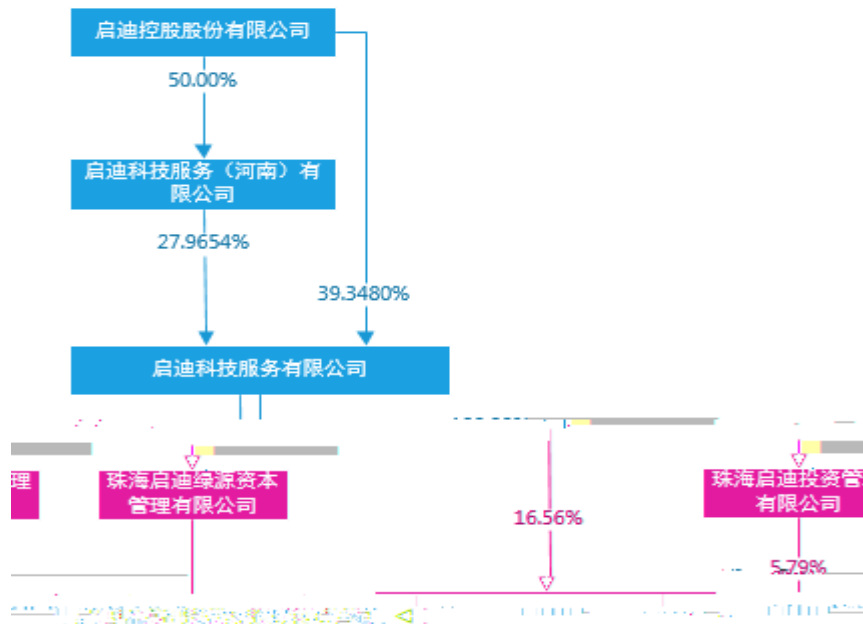 启迪控股股份有限公司
50.00%
启迪科技服务（河南）有
限公司
27.9654%
39.3480%
启迪科技服务有限公司
理
珠海启迪绿源资本
管理有限公司
珠海启迪投资管
有限公司
16.56%
5.79%